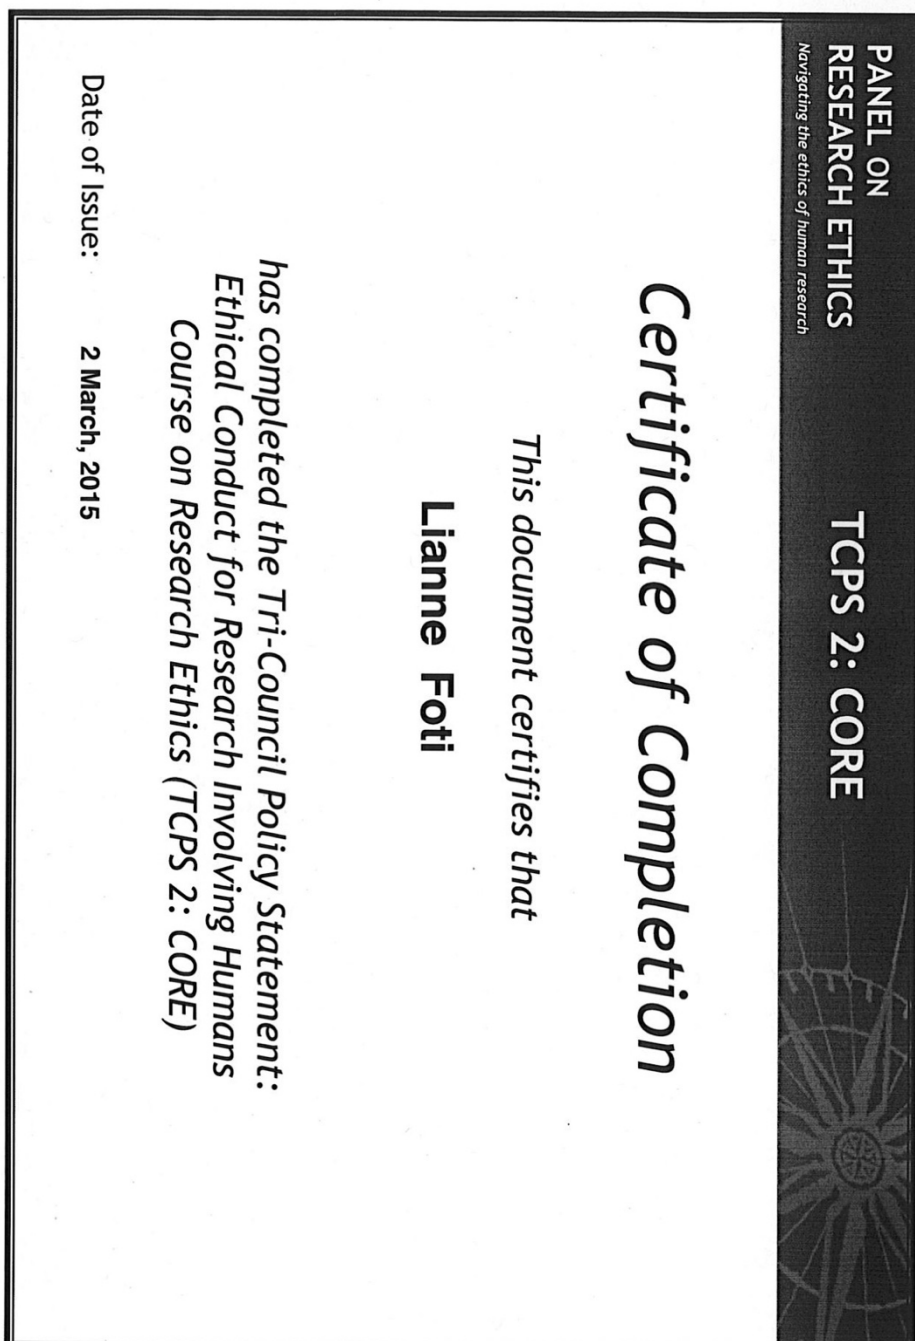 PANEL ON
RESEARCH ETHICS
Navigating the ethics of human research
TCPS 2: CORE
Certificate of Completion
This document certifies that
Lianne Foti
has completed the Tri-Council Policy Statement:
Ethical Conduct for Research Involving Humans
Course on Research Ethics (TCPS 2: CORE)
Date of Issue: 2 March, 2015